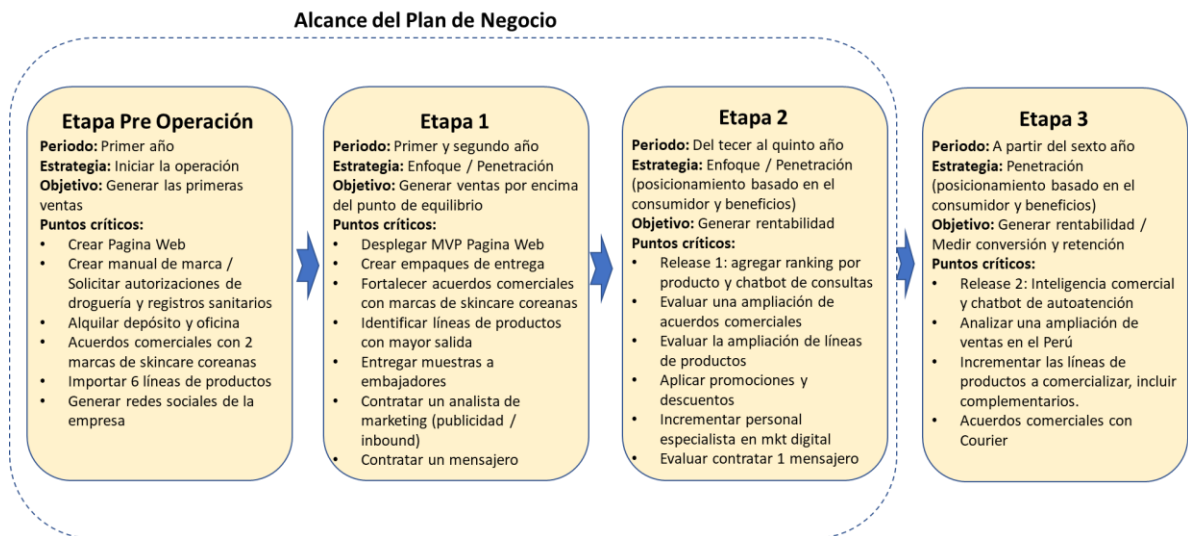 Alcance del Plan de Negocio
Etapa Pre Operación
Periodo: Primer año
Estrategia: Iniciar la operación
Objetivo: Generar las primeras
ventas
Puntos críticos:
• Crear Pagina Web
• Crear manual de marca /
Solicitar autorizaciones de
droguería y registros sanitarios
• Alquilar depósito y oficina
• Acuerdos comerciales con 2
marcas de skincare coreanas
• Importar 6 líneas de productos
• Generar redes sociales de la
empresa
Etapa 1
Periodo: Primer y segundo año
Estrategia: Enfoque / Penetración
Objetivo: Generar ventas por encima
del punto de equilibrio
Puntos críticos:
• Desplegar MVP Pagina Web
• Crear empaques de entrega
• Fortalecer acuerdos comerciales
con marcas de skincare coreanas
• Identificar líneas de productos
con mayor salida
• Entregar muestras a
embajadores
• Contratar un analista de
marketing (publicidad /
inbound)
• Contratar un mensajero
Etapa 2
Periodo: Del tecer al quinto año
Estrategia: Enfoque / Penetración
(posicionamiento basado en el
consumidor y beneficios)
Objetivo: Generar rentabilidad
Puntos críticos:
• Release 1: agregar ranking por
producto y chatbot de consultas
• Evaluar una ampliación de
acuerdos comerciales
• Evaluar la ampliación de líneas
de productos
• Aplicar promociones y
descuentos
• Incrementar personal
especialista en mkt digital
• Evaluar contratar 1 mensajero
Etapa 3
Periodo: A partir del sexto año
Estrategia: Penetración
(posicionamiento basado en el
consumidor y beneficios)
Objetivo: Generar rentabilidad /
Medir conversión y retención
Puntos críticos:
• Release 2: Inteligencia comercial
y chatbot de autoatención
• Analizar una ampliación de
ventas en el Perú
• Incrementar las líneas de
productos a comercializar, incluir
complementarios.
• Acuerdos comerciales con
Courier